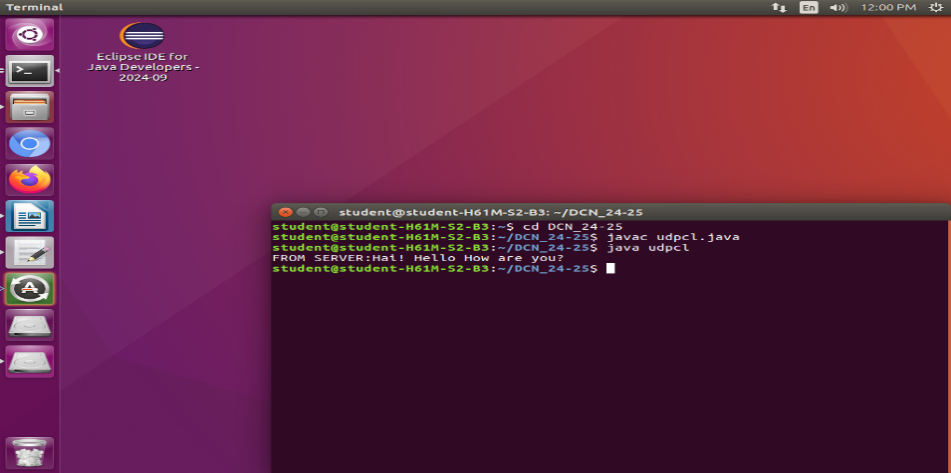 Terminal
En
12:00 PM
Eclipse IDE for
Java Developers -
2024-09
student@student-H61M-S2-B3: ~/DCN_24-25
student@student-H61M-S2-B3:~$ cd DCN_24-25
student@student-H61M-S2-B3:~/DCN_24-25$ javac udpcl.java
student@student-H61M-S2-B3:~/DCN_24-25$ java udpcl
FROM SERVER:Hai! Hello How are you?
student@student-H61M-S2-B3:~/DCN_24-25$